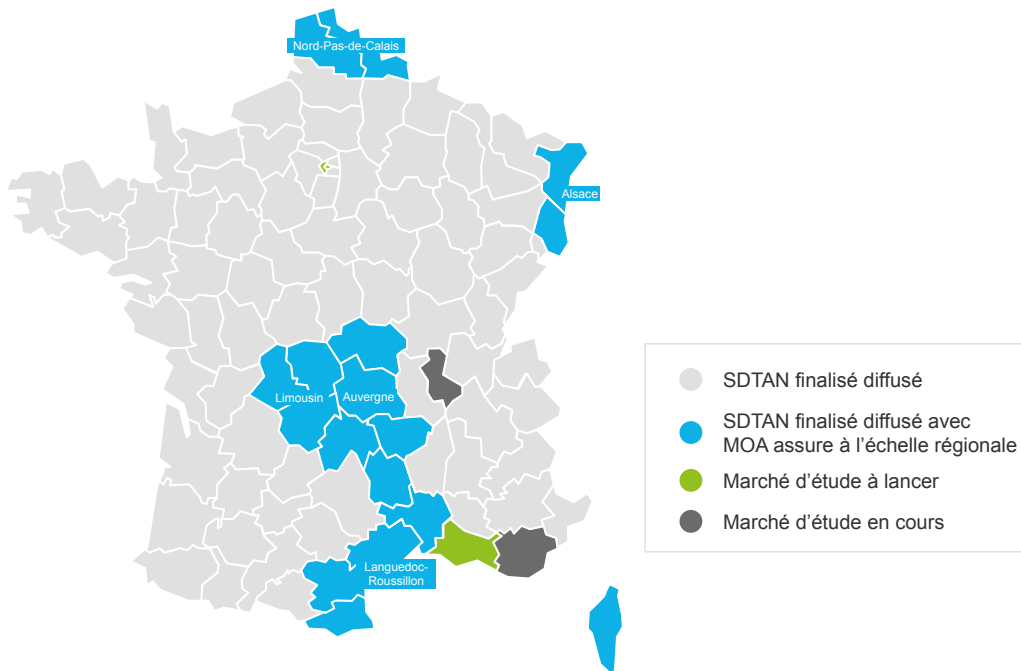 Nord-Pas-de-Calais
Alsace
Limousin
Auvergne
Languedoc-
Roussillon
SDTAN finalisé diffusé
SDTAN finalisé diffusé avec
MOA assure à l’échelle régionale
Marché d’étude à lancer
Marché d’étude en cours